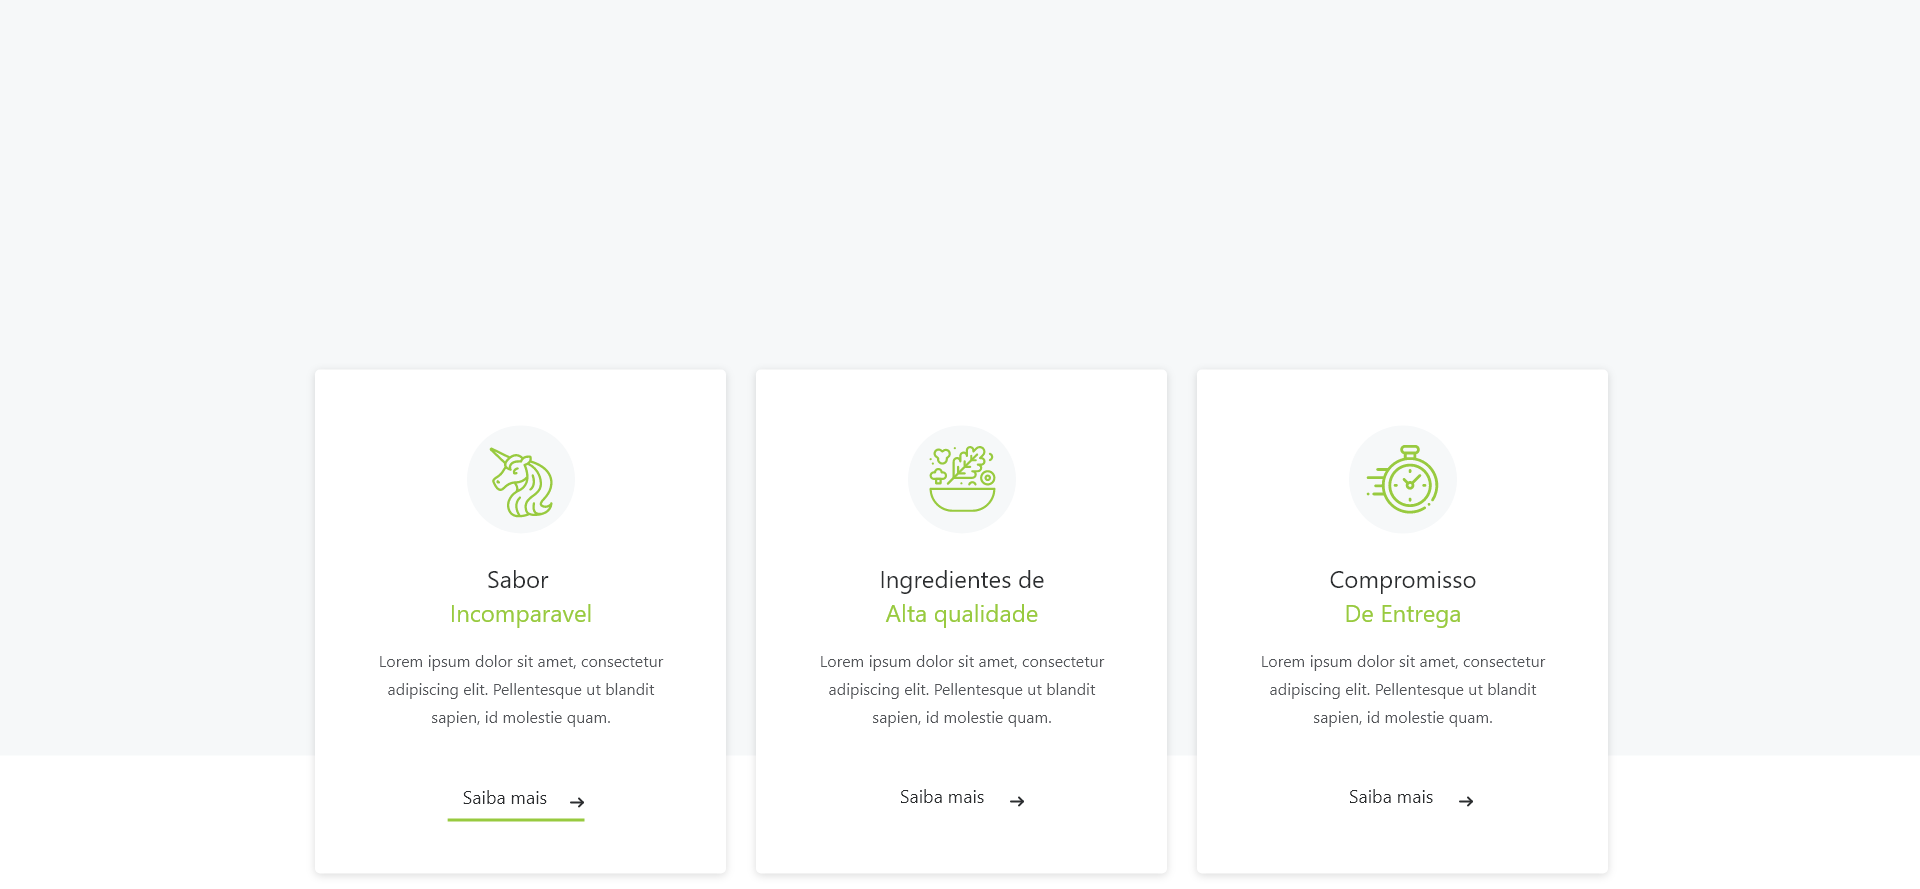 Sabor
Incomparavel
Lorem ipsum dolor sit amet, consectetur
adipiscing elit. Pellentesque ut blandit
sapien, id molestie quam.
Saiba mais
Ingredientes de
Alta qualidade
Lorem ipsum dolor sit amet, consectetur
adipiscing elit. Pellentesque ut blandit
sapien, id molestie quam.
Saiba mais
Compromisso
De Entrega
Lorem ipsum dolor sit amet, consectetur
adipiscing elit. Pellentesque ut blandit
sapien, id molestie quam.
Saiba mais